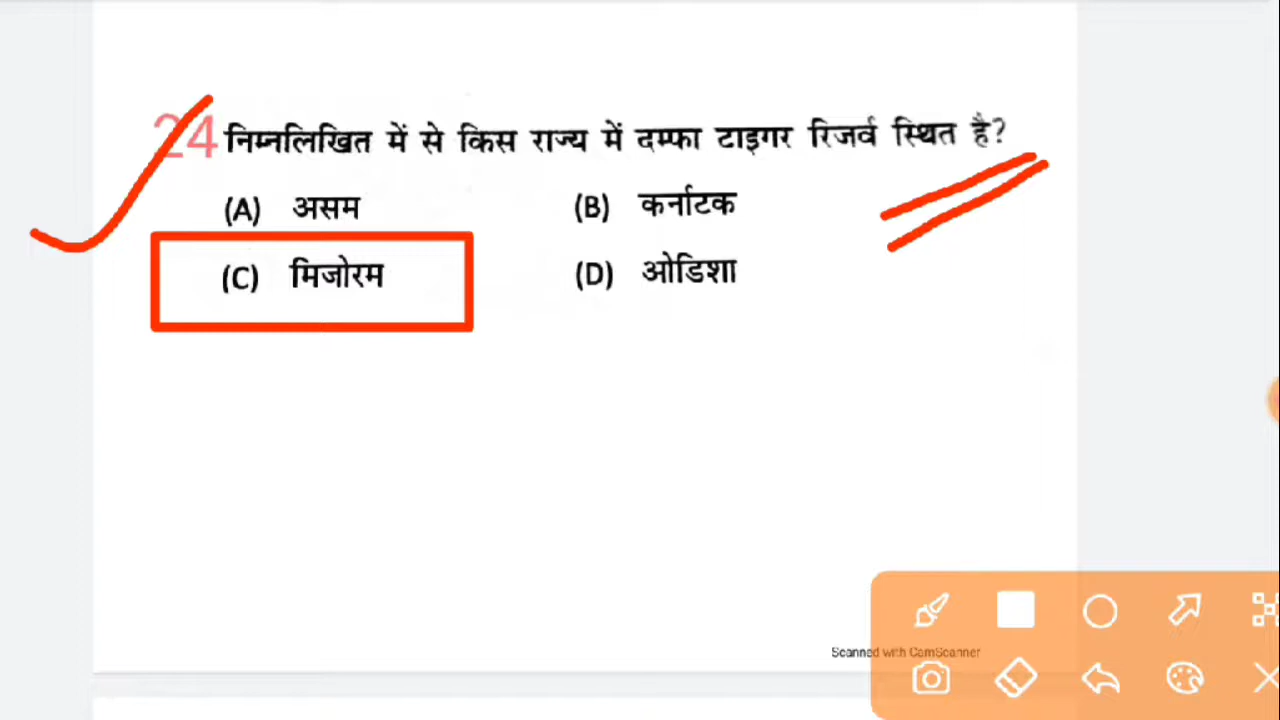 24 निम्नलिखित में से किस राज्य में दम्फा टाइगर रिजर्व स्थित है?
(A) असम (B) कर्नाटक
(C) मिजोरम (D) ओडिशा
Scanned with CamScanner